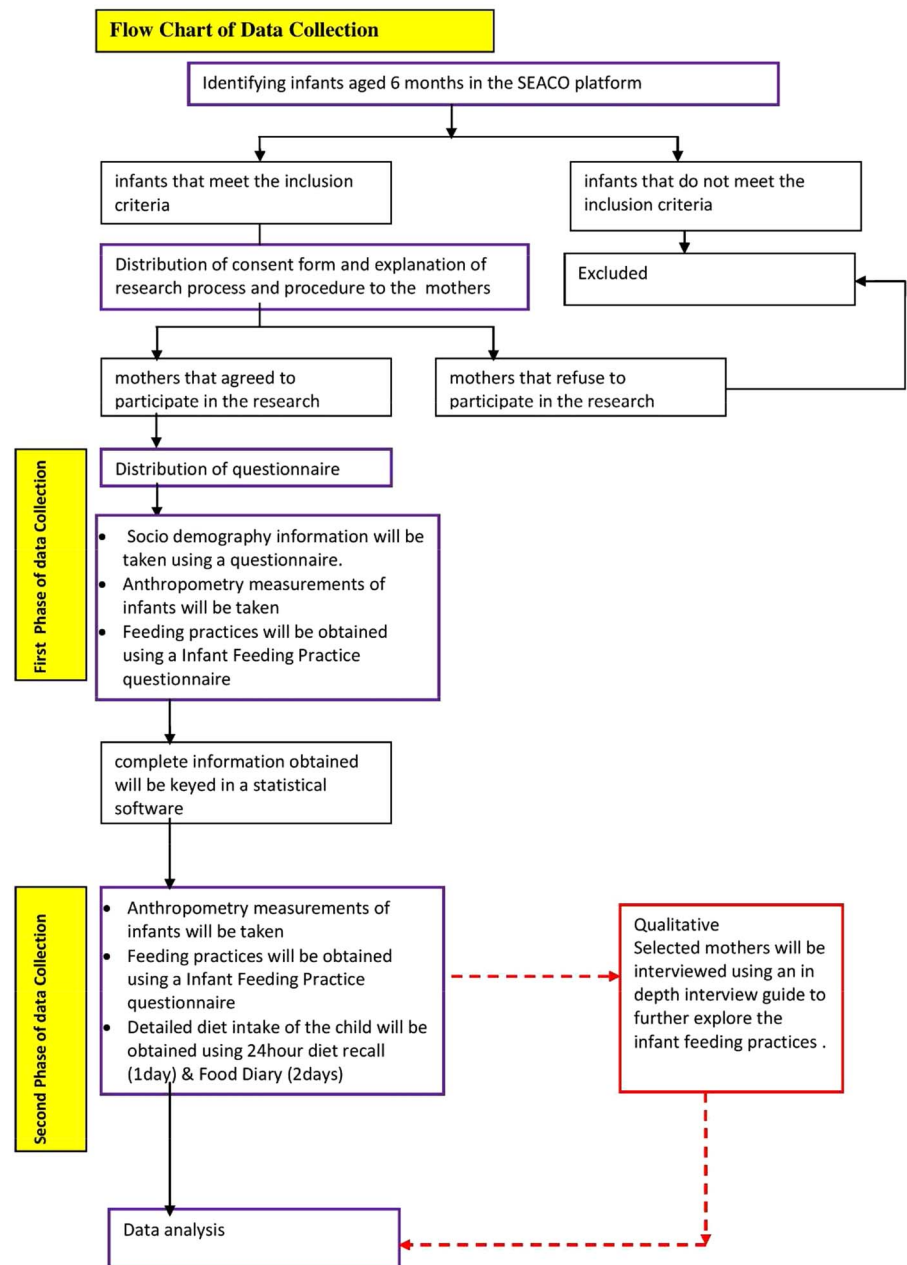 Flow Chart of Data Collection
Identifying infants aged 6 months in the SEACO platform
infants that meet the inclusion
criteria
infants that do not meet the
inclusion criteria
Distribution of consent form and explanation of
research process and procedure to the mothers
Excluded
mothers that agreed to
participate in the research
mothers that refuse to
participate in the research
First Phase of data Collection
Distribution of questionnaire
• Socio demography information will be
taken using a questionnaire.
• Anthropometry measurements of
infants will be taken
• Feeding practices will be obtained
using a Infant Feeding Practice
questionnaire
complete information obtained
will be keyed in a statistical
software
Second Phase of data Collection
• Anthropometry measurements of
infants will be taken
• Feeding practices will be obtained
using a Infant Feeding Practice
questionnaire
• Detailed diet intake of the child will be
obtained using 24hour diet recall
(1day) & Food Diary (2days)
Qualitative
Selected mothers will be
interviewed using an in
depth interview guide to
further explore the
infant feeding practices .
Data analysis